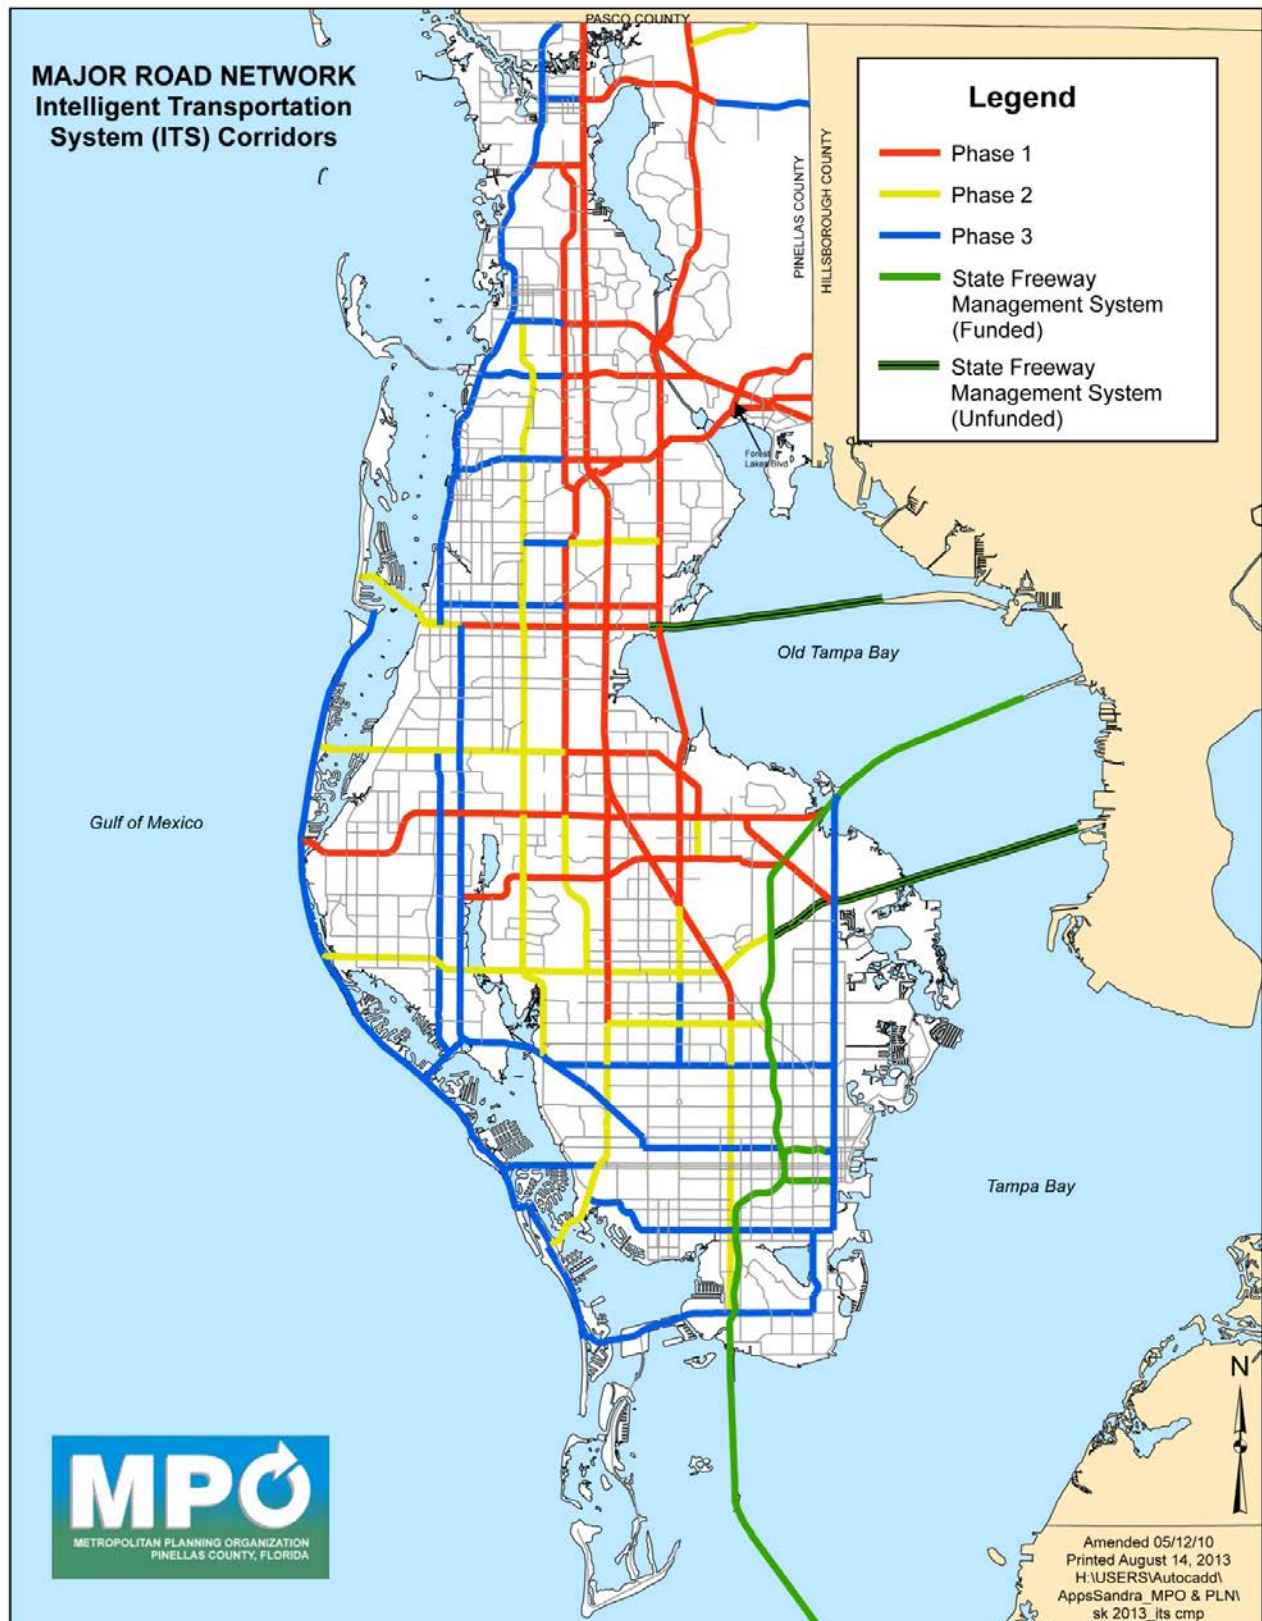 PASCO COUNTY
MAJOR ROAD NETWORK
Intelligent Transportation
System (ITS) Corridors
Legend
Phase 1
Phase 2
Phase 3
State Freeway
Management System
(Funded)
State Freeway
Management System
(Unfunded)
PINELLAS COUNTY
HILLSBOROUGH COUNTY
Forest
Lakes Blvd
Old Tampa Bay
Gulf of Mexico
Tampa Bay
N
MPO
METROPOLITAN PLANNING ORGANIZATION
PINELLAS COUNTY, FLORIDA
Amended 05/12/10
Printed August 14, 2013
H:\USERS\Autocadd\
AppsSandra_MPO & PLN\
sk 2013_its cmp